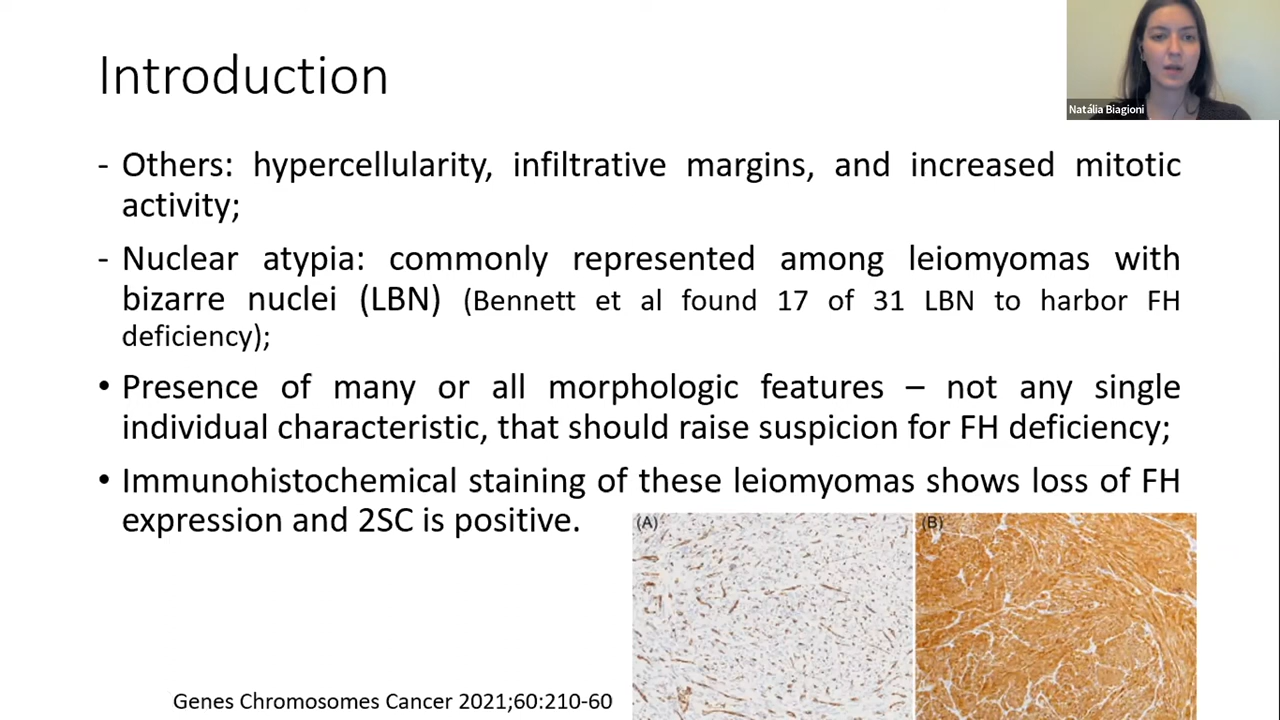 Introduction
Natália Biagioni
- Others: hypercellularity, infiltrative margins, and increased mitotic
activity;
- Nuclear atypia: commonly represented among leiomyomas with
bizarre nuclei (LBN) (Bennett et al found 17 of 31 LBN to harbor FH
deficiency);
• Presence of many or all morphologic features – not any single
individual characteristic, that should raise suspicion for FH deficiency;
• Immunohistochemical staining of these leiomyomas shows loss of FH
expression and 2SC is positive.
(A)
(B)
Genes Chromosomes Cancer 2021;60:210-60